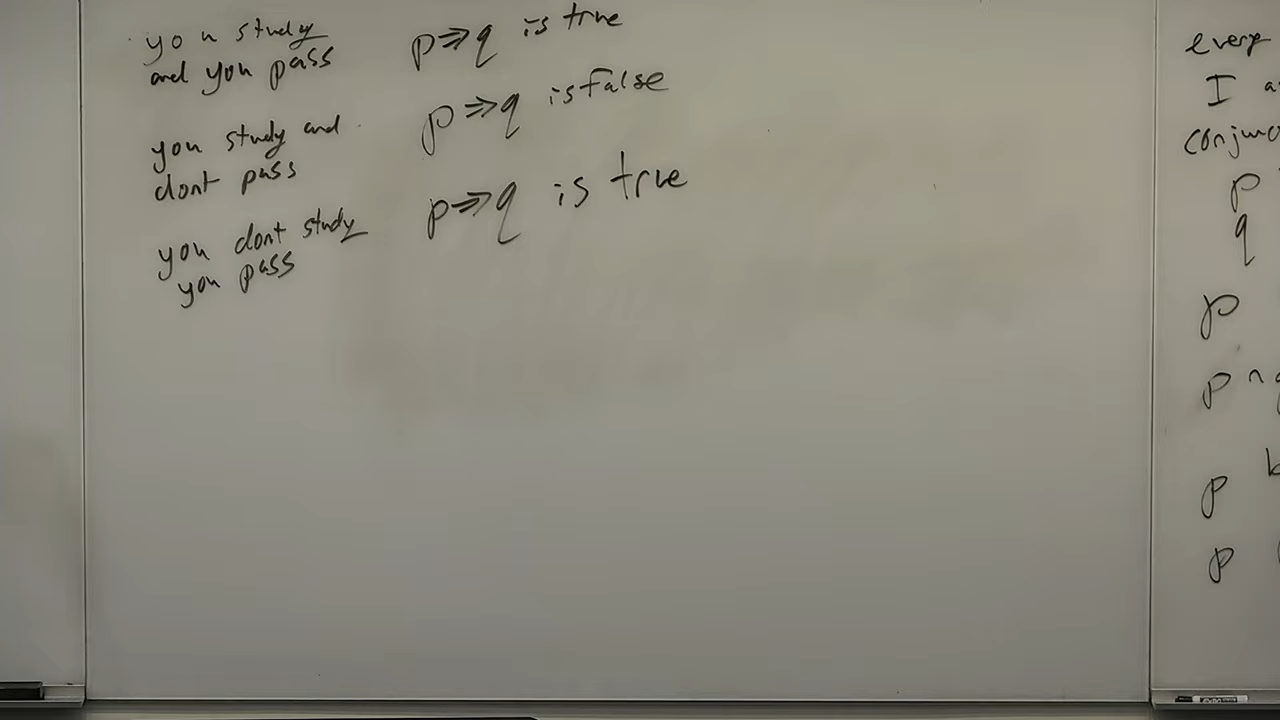 you study
and you pass
p⇒q is true
you study and
dont pass
p⇒q is False
you dont study
you pass
p⇒q is true
every
I
p
q
p
p
p
p